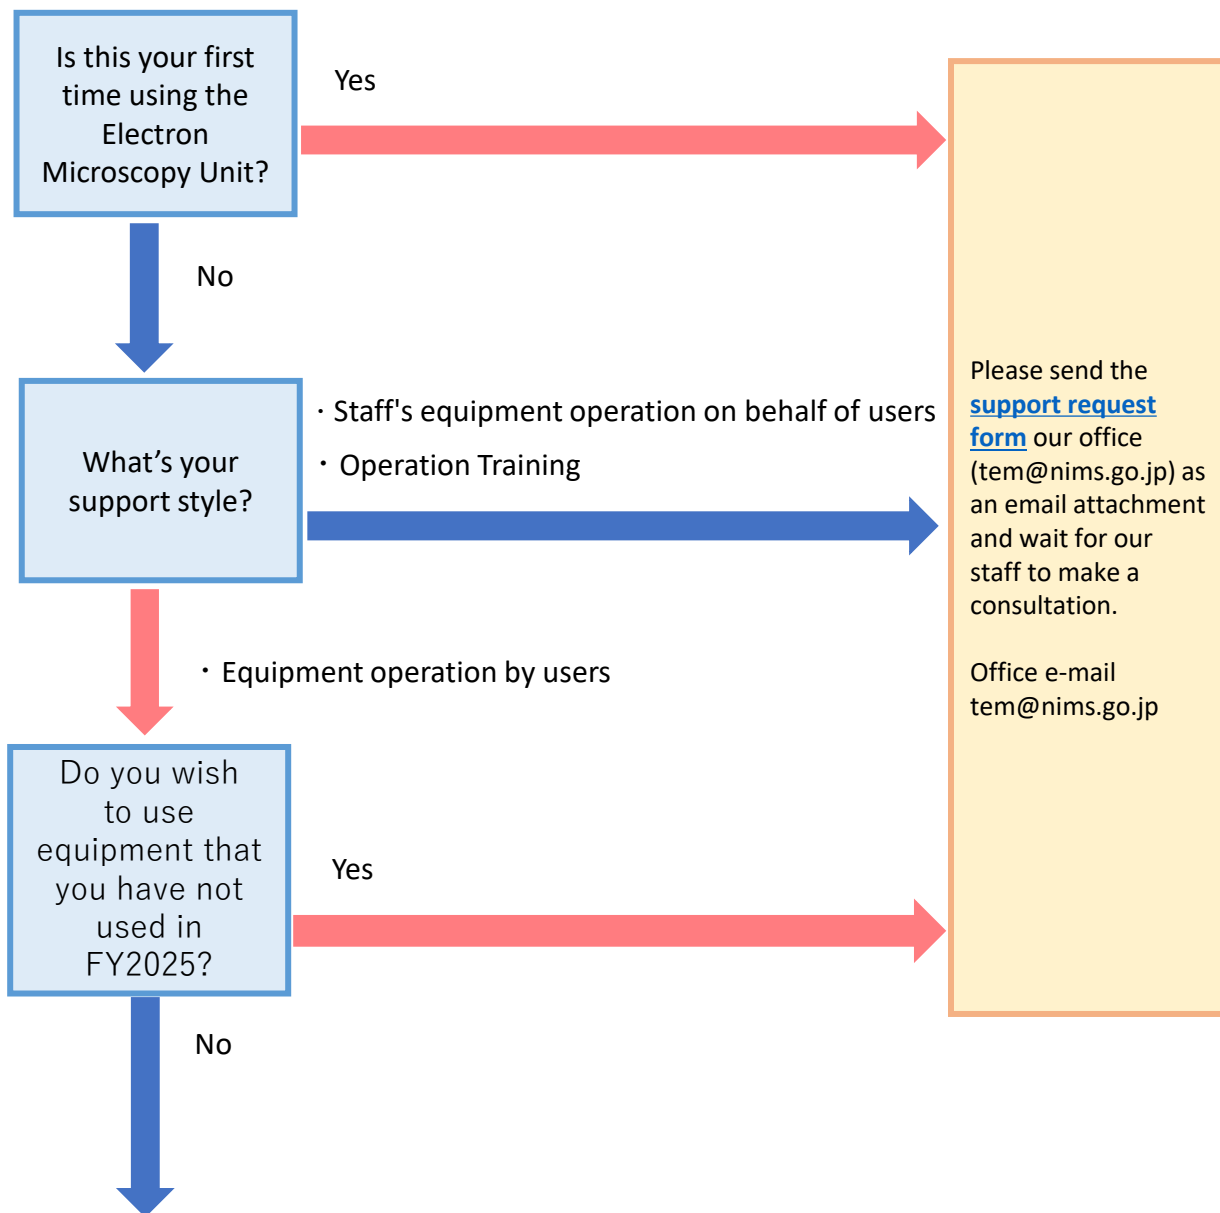 Is this your first
time using the
Electron
Microscopy Unit?
Yes
No
What’s your
support style?
・Staff's equipment operation on behalf of users
・Operation Training
・Equipment operation by users
Do you wish
to use
equipment that
you have not
used in
FY2025?
Yes
No
Please send the
support request
form our office
(tem@nims.go.jp) as
an email attachment
and wait for our
staff to make a
consultation.
Office e-mail
tem@nims.go.jp